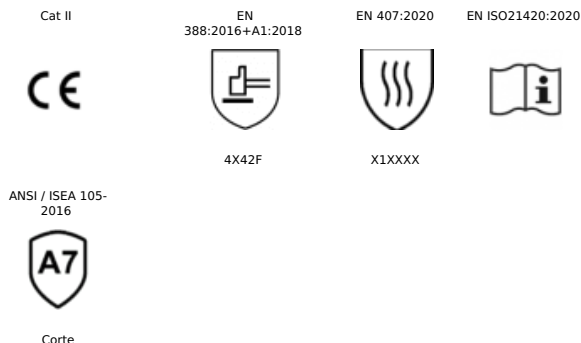 Cat II
EN
388:2016+A1:2018
EN 407:2020
EN ISO21420:2020
CE
i
4X42F
X1XXXX
ANSI / ISEA 105-
2016
A7
Corte